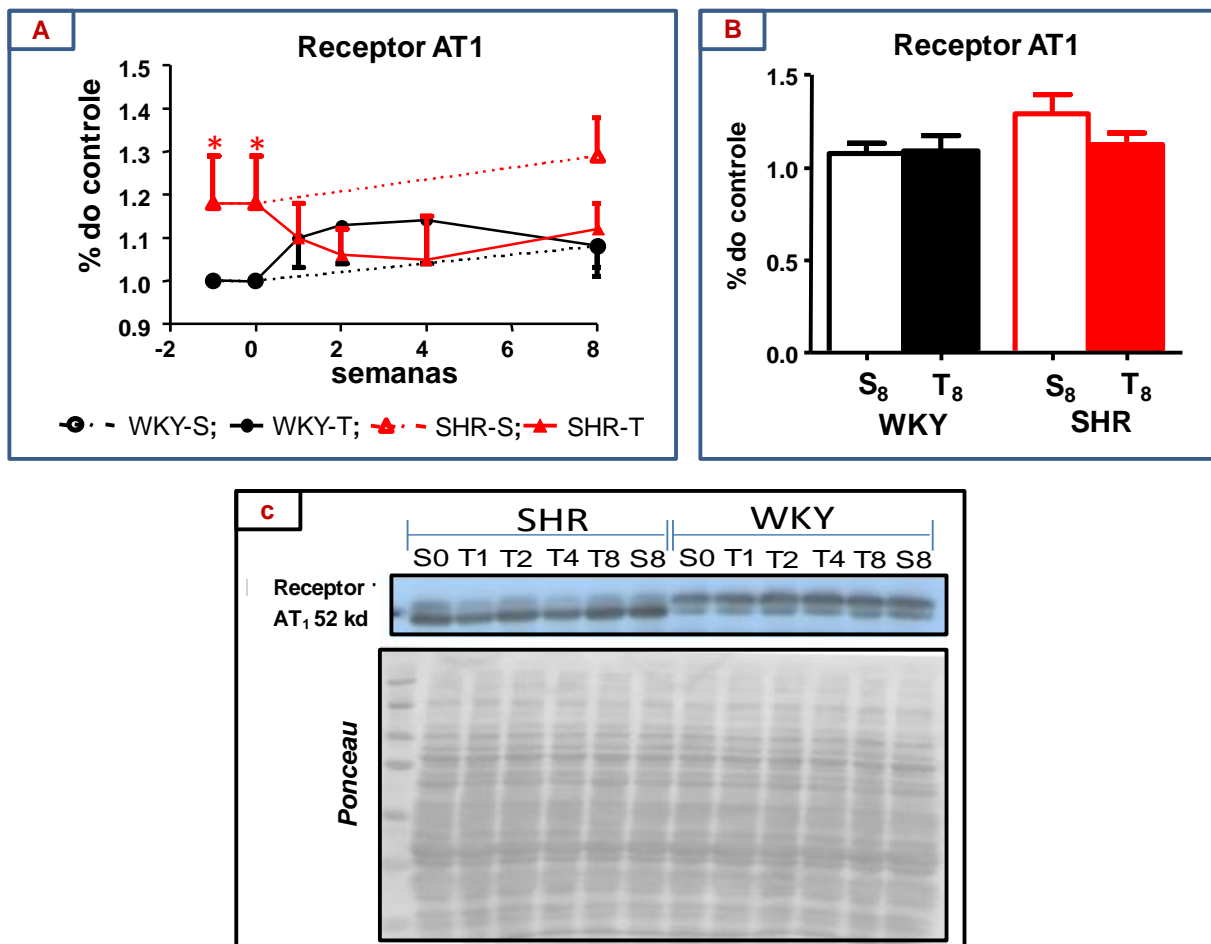 A
Receptor AT1
% do controle
1.5
1.4
1.3
1.2
1.1
1.0
0.9
* *
-2 0 2 4 6 8
semanas
WKY-S; WKY-T; SHR-S; SHR-T
B
Receptor AT1
% do controle
1.5
1.0
0.5
0.0
S8 T8 S8 T8
WKY SHR
c
SHR WKY
S0 T1 T2 T4 T8 S8 S0 T1 T2 T4 T8 S8
Receptor
AT1 52 kd
Ponceau